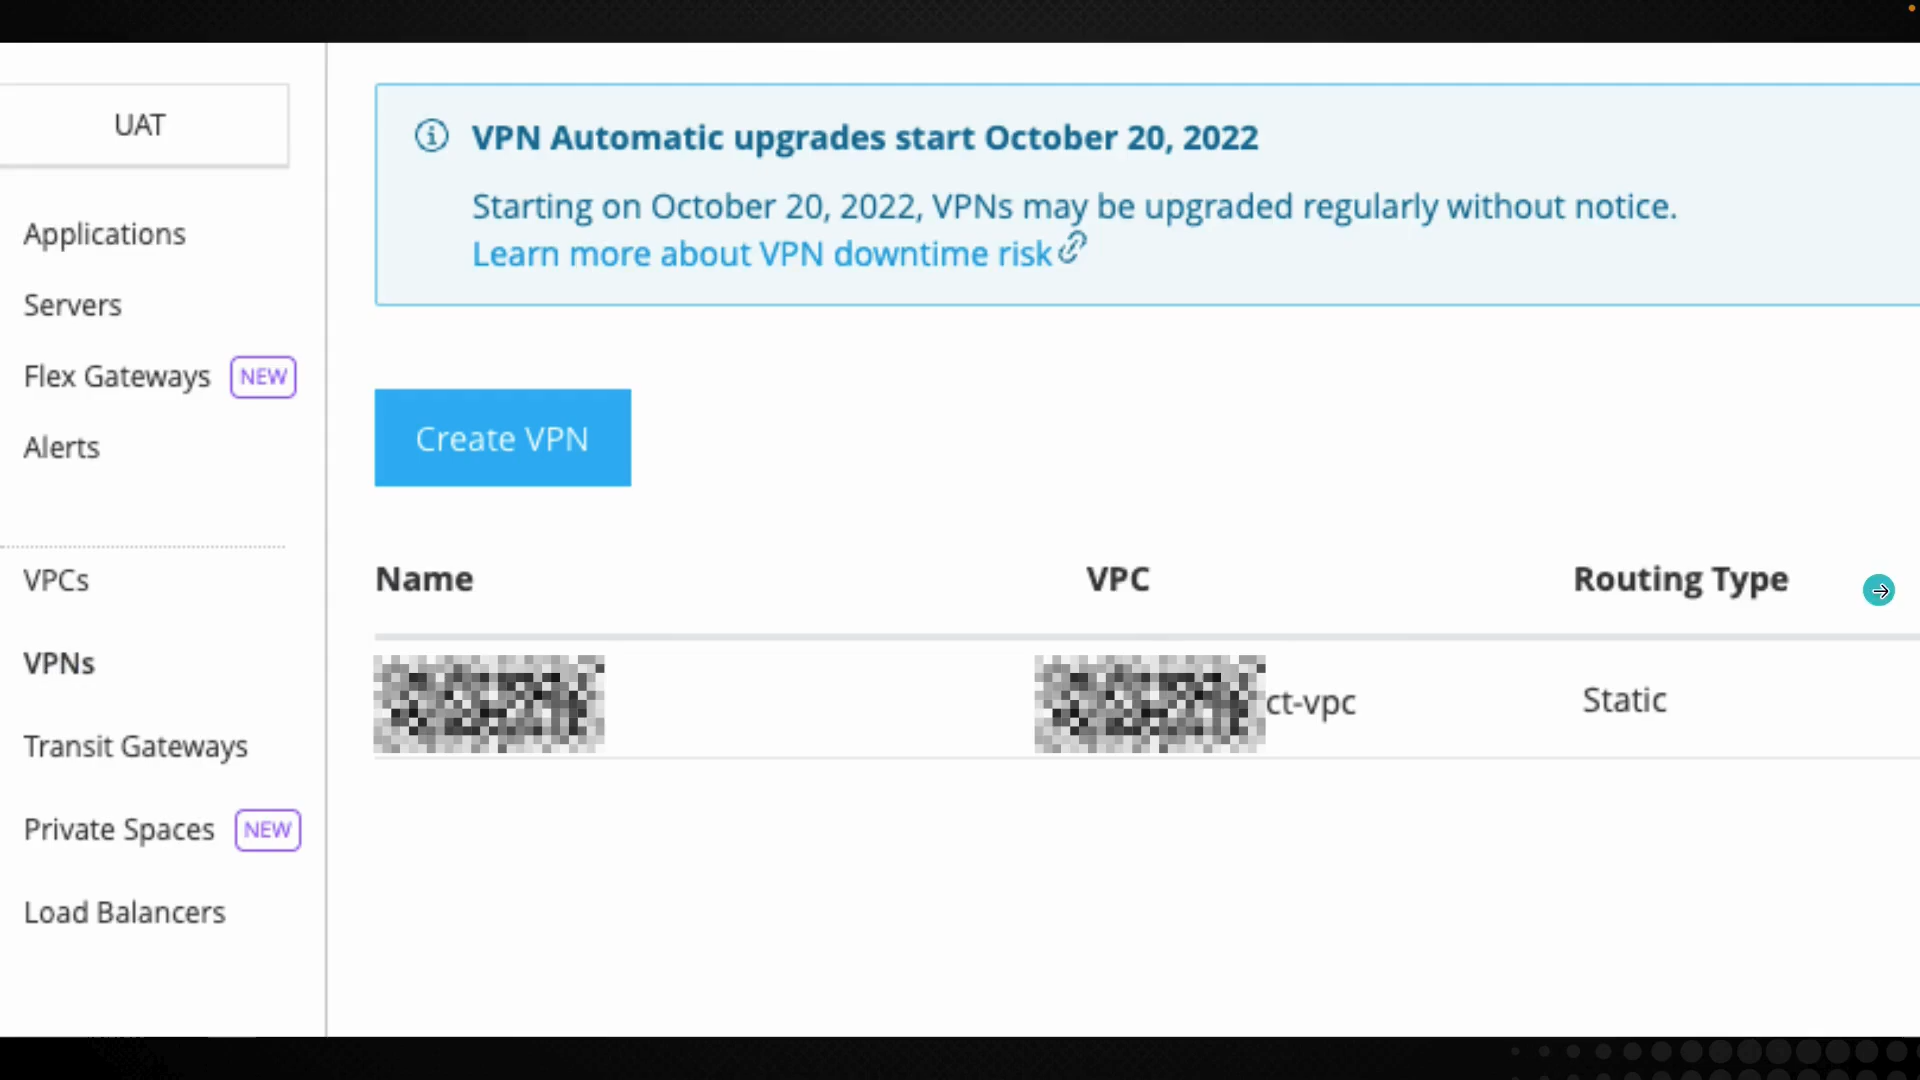 UAT
Applications
Servers
Flex Gateways NEW
Alerts
VPCs
VPNs
Transit Gateways
Private Spaces NEW
Load Balancers
VPN Automatic upgrades start October 20, 2022
Starting on October 20, 2022, VPNs may be upgraded regularly without notice.
Learn more about VPN downtime risk
Create VPN
Name VPC Routing Type
ct-vpc Static